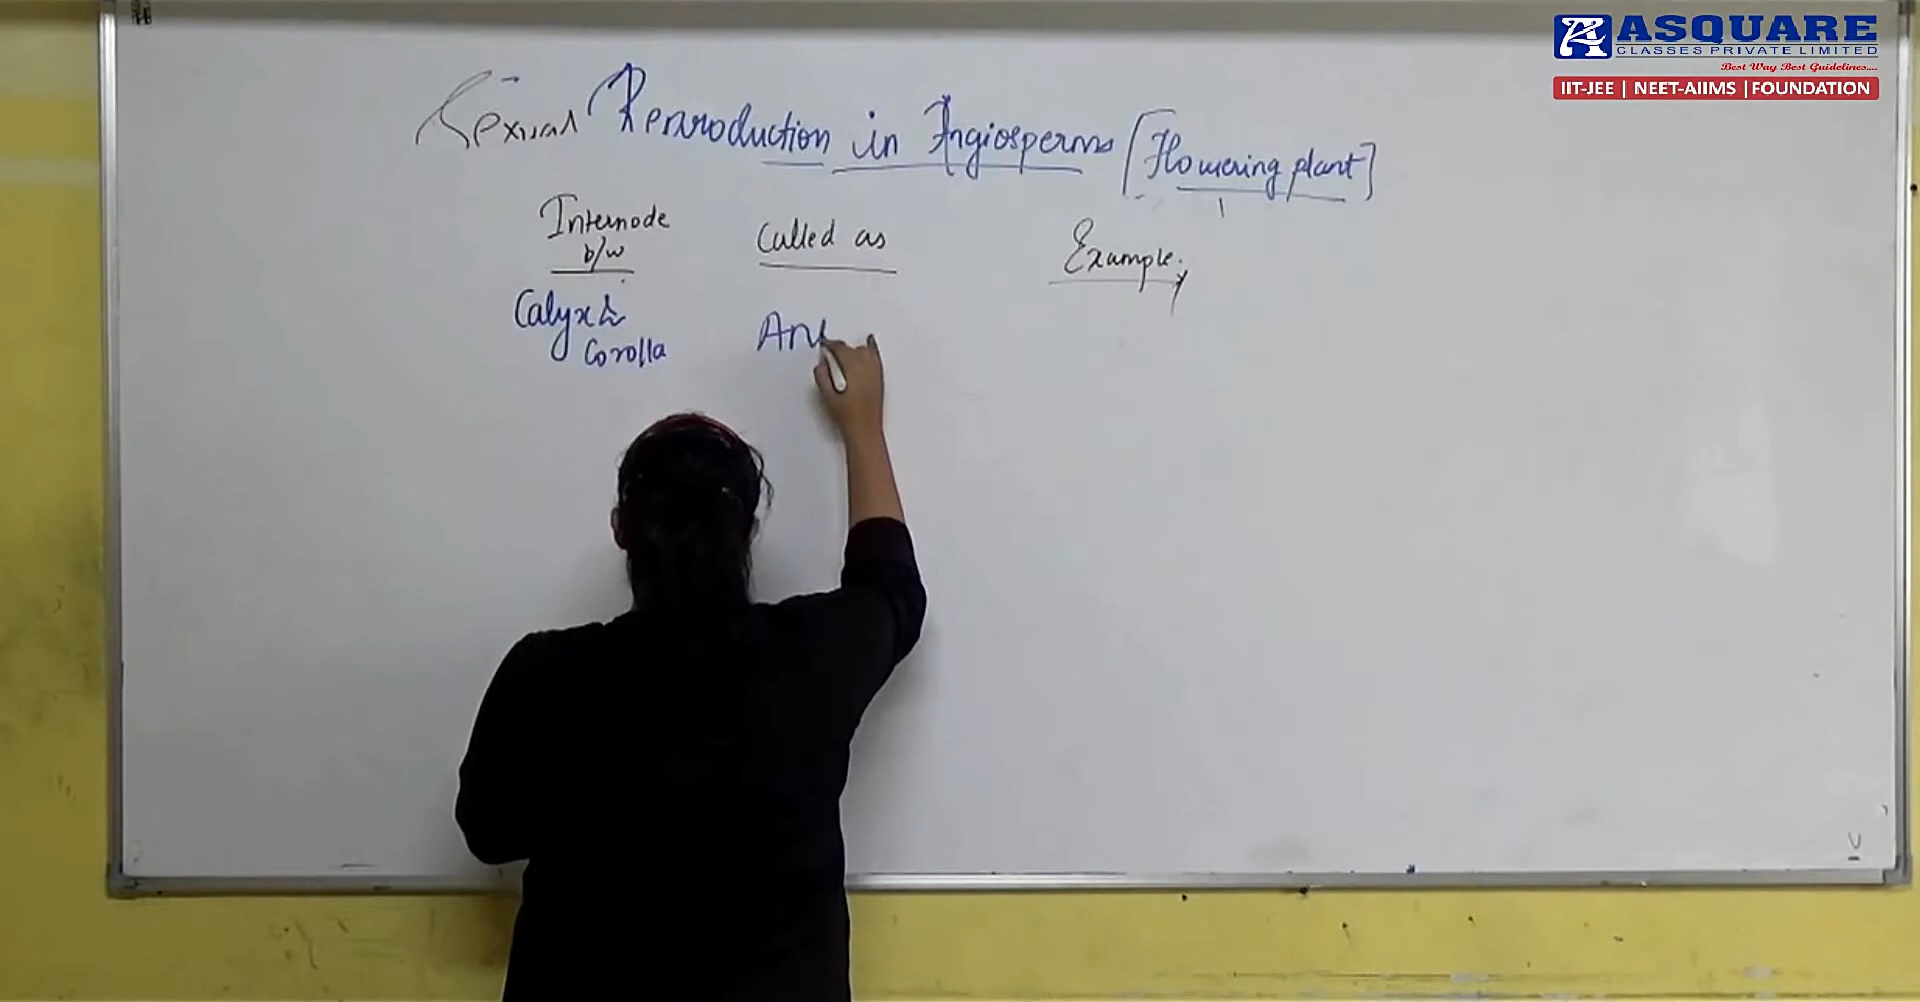 ASQUARE
CLASSES PRIVATE LIMITED
Best Way Best Guidelines....
IIT-JEE | NEET-AIIMS | FOUNDATION
Sexual Reproduction in Angiosperms [Flowering plant]
Internode b/w
Called as
Example.
Calyx &
Corolla
An